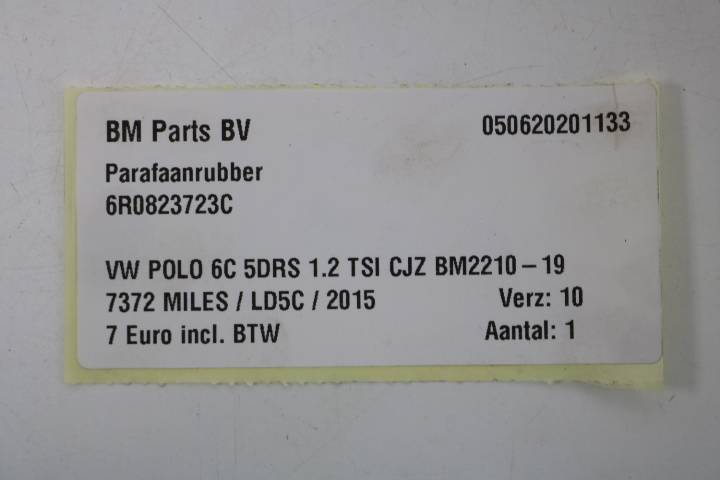 BM Parts BV 050620201133
Parafaanrubber
6R0823723C
VW POLO 6C 5DRS 1.2 TSI CJZ BM2210-19
7372 MILES / LD5C / 2015 Verz: 10
7 Euro incl. BTW Aantal: 1